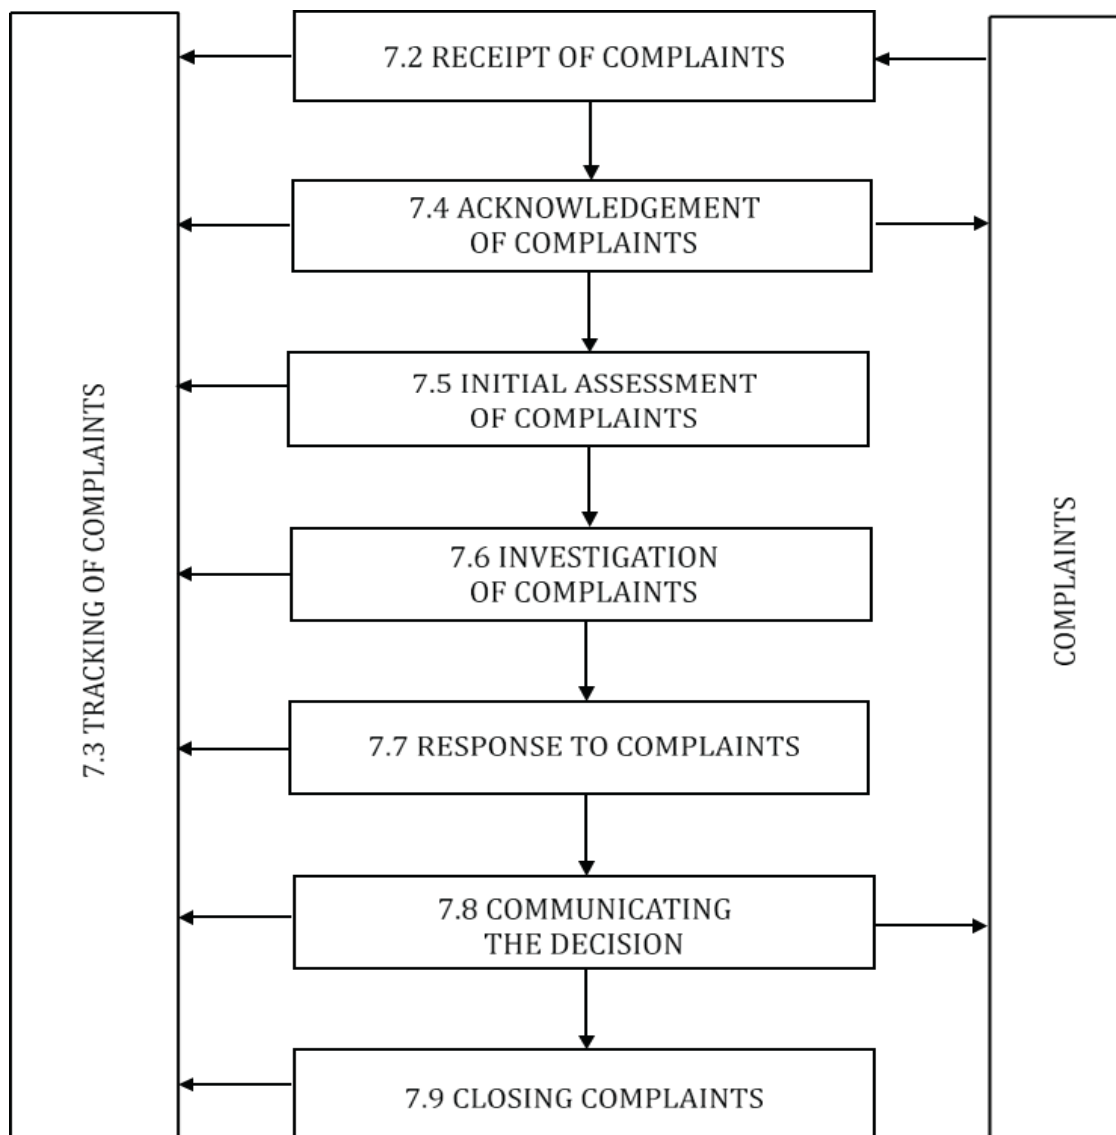 7.2 RECEIPT OF COMPLAINTS
7.4 ACKNOWLEDGEMENT
OF COMPLAINTS
7.5 INITIAL ASSESSMENT
OF COMPLAINTS
7.6 INVESTIGATION
OF COMPLAINTS
7.7 RESPONSE TO COMPLAINTS
7.8 COMMUNICATING
THE DECISION
7.9 CLOSING COMPLAINTS
7.3 TRACKING OF COMPLAINTS
COMPLAINTS